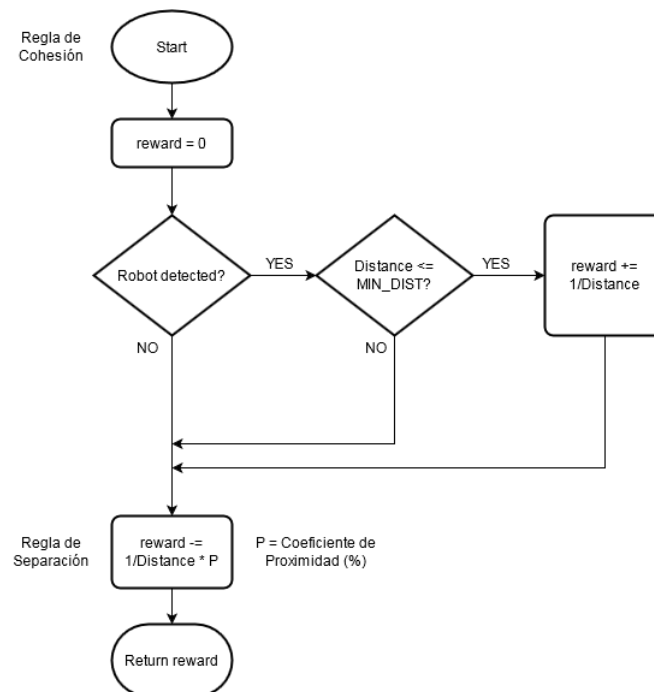 Regla de
Cohesión
Start
reward = 0
Robot detected?
YES
Distance <=
MIN_DIST?
YES
reward +=
1/Distance
NO
NO
Regla de
Separación
reward -=
1/Distance * P
P = Coeficiente de
Proximidad (%)
Return reward